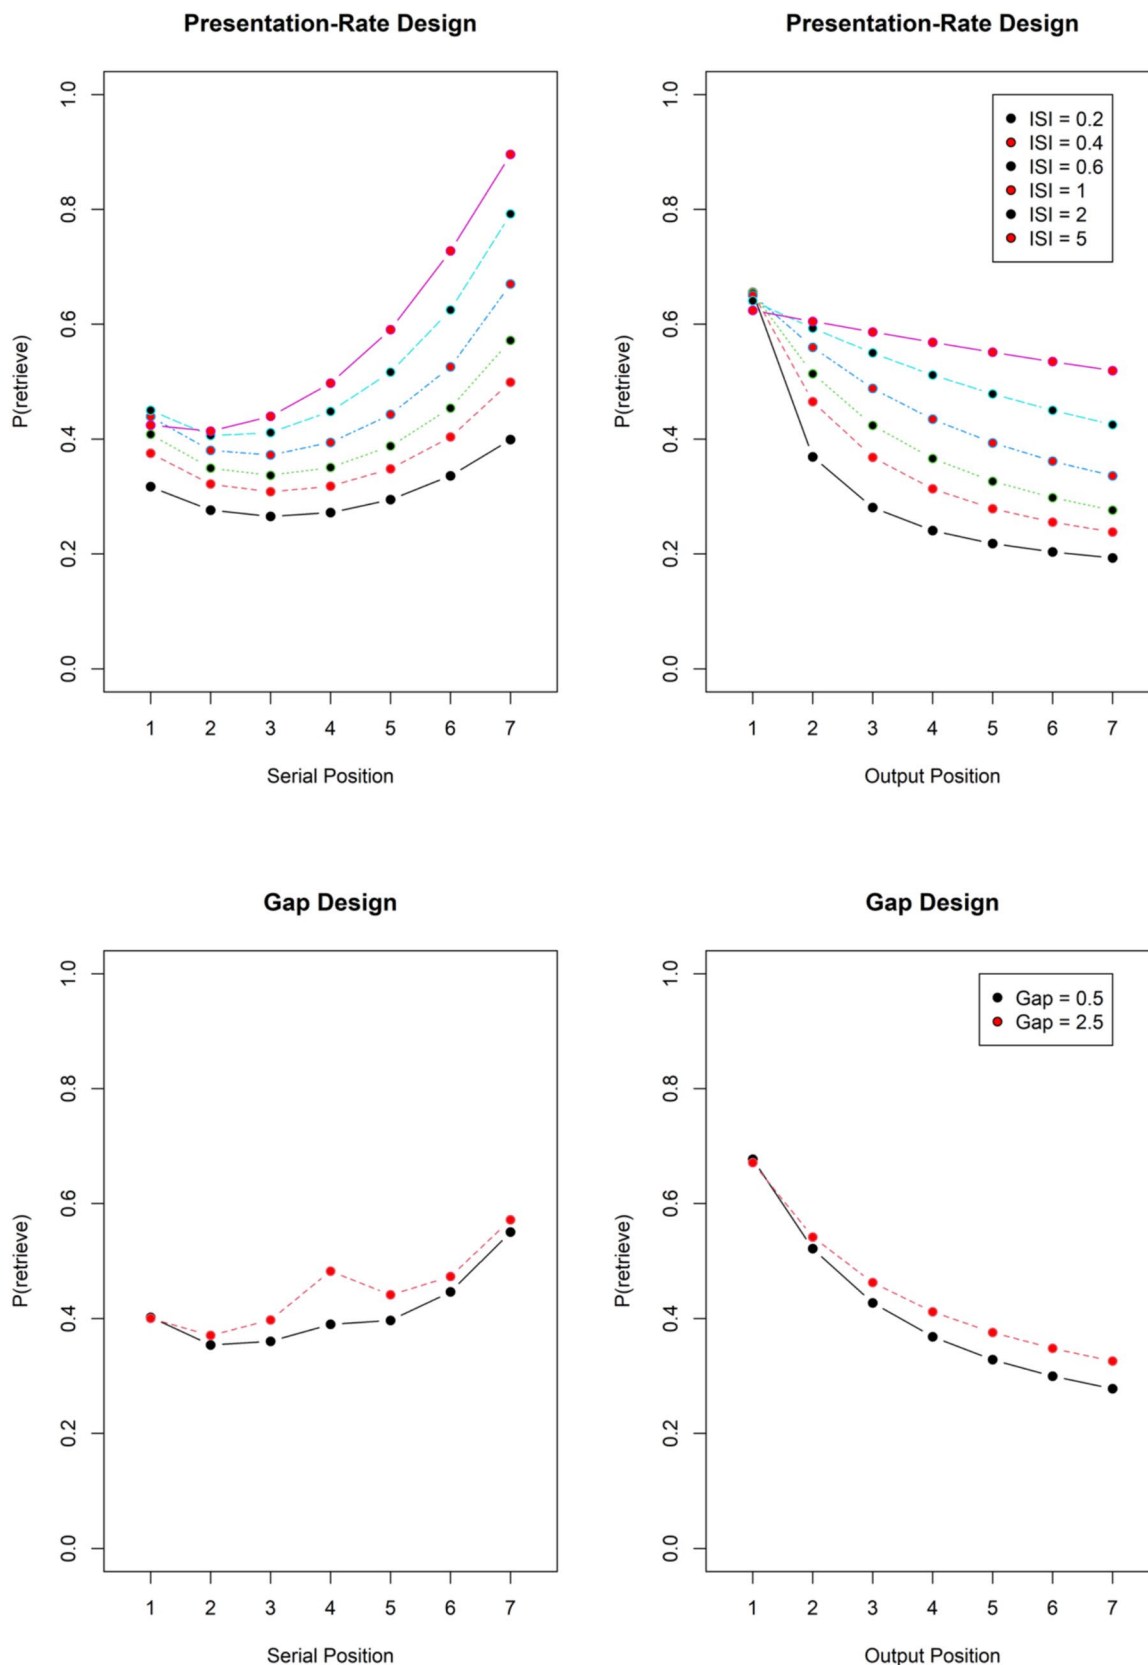 Presentation-Rate Design
P(retrieve)
1.0
0.8
0.6
0.4
0.2
0.0
1 2 3 4 5 6 7
Serial Position
Presentation-Rate Design
P(retrieve)
1.0
0.8
0.6
0.4
0.2
0.0
ISI = 0.2
ISI = 0.4
ISI = 0.6
ISI = 1
ISI = 2
ISI = 5
1 2 3 4 5 6 7
Output Position
Gap Design
P(retrieve)
1.0
0.8
0.6
0.4
0.2
0.0
1 2 3 4 5 6 7
Serial Position
Gap Design
P(retrieve)
1.0
0.8
0.6
0.4
0.2
0.0
Gap = 0.5
Gap = 2.5
1 2 3 4 5 6 7
Output Position